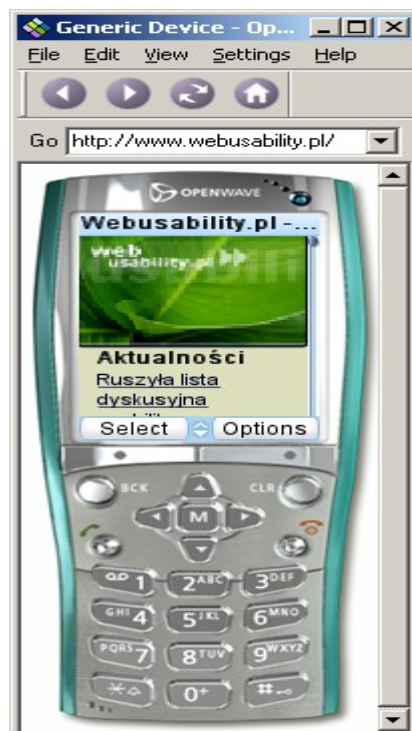 Generic Device - Op...
File Edit View Settings Help
Go http://www.webusability.pl/
OPENWAVE
Webusability.pl -...
web
usability.pl
Aktualności
Ruszyła lista
dyskusyjna
Select Options
BCK CLR
M
1 2ABC 3DEF
GHI4 5JKL 6MNO
PQRS7 8TUV 9WXYZ
* 0+ #